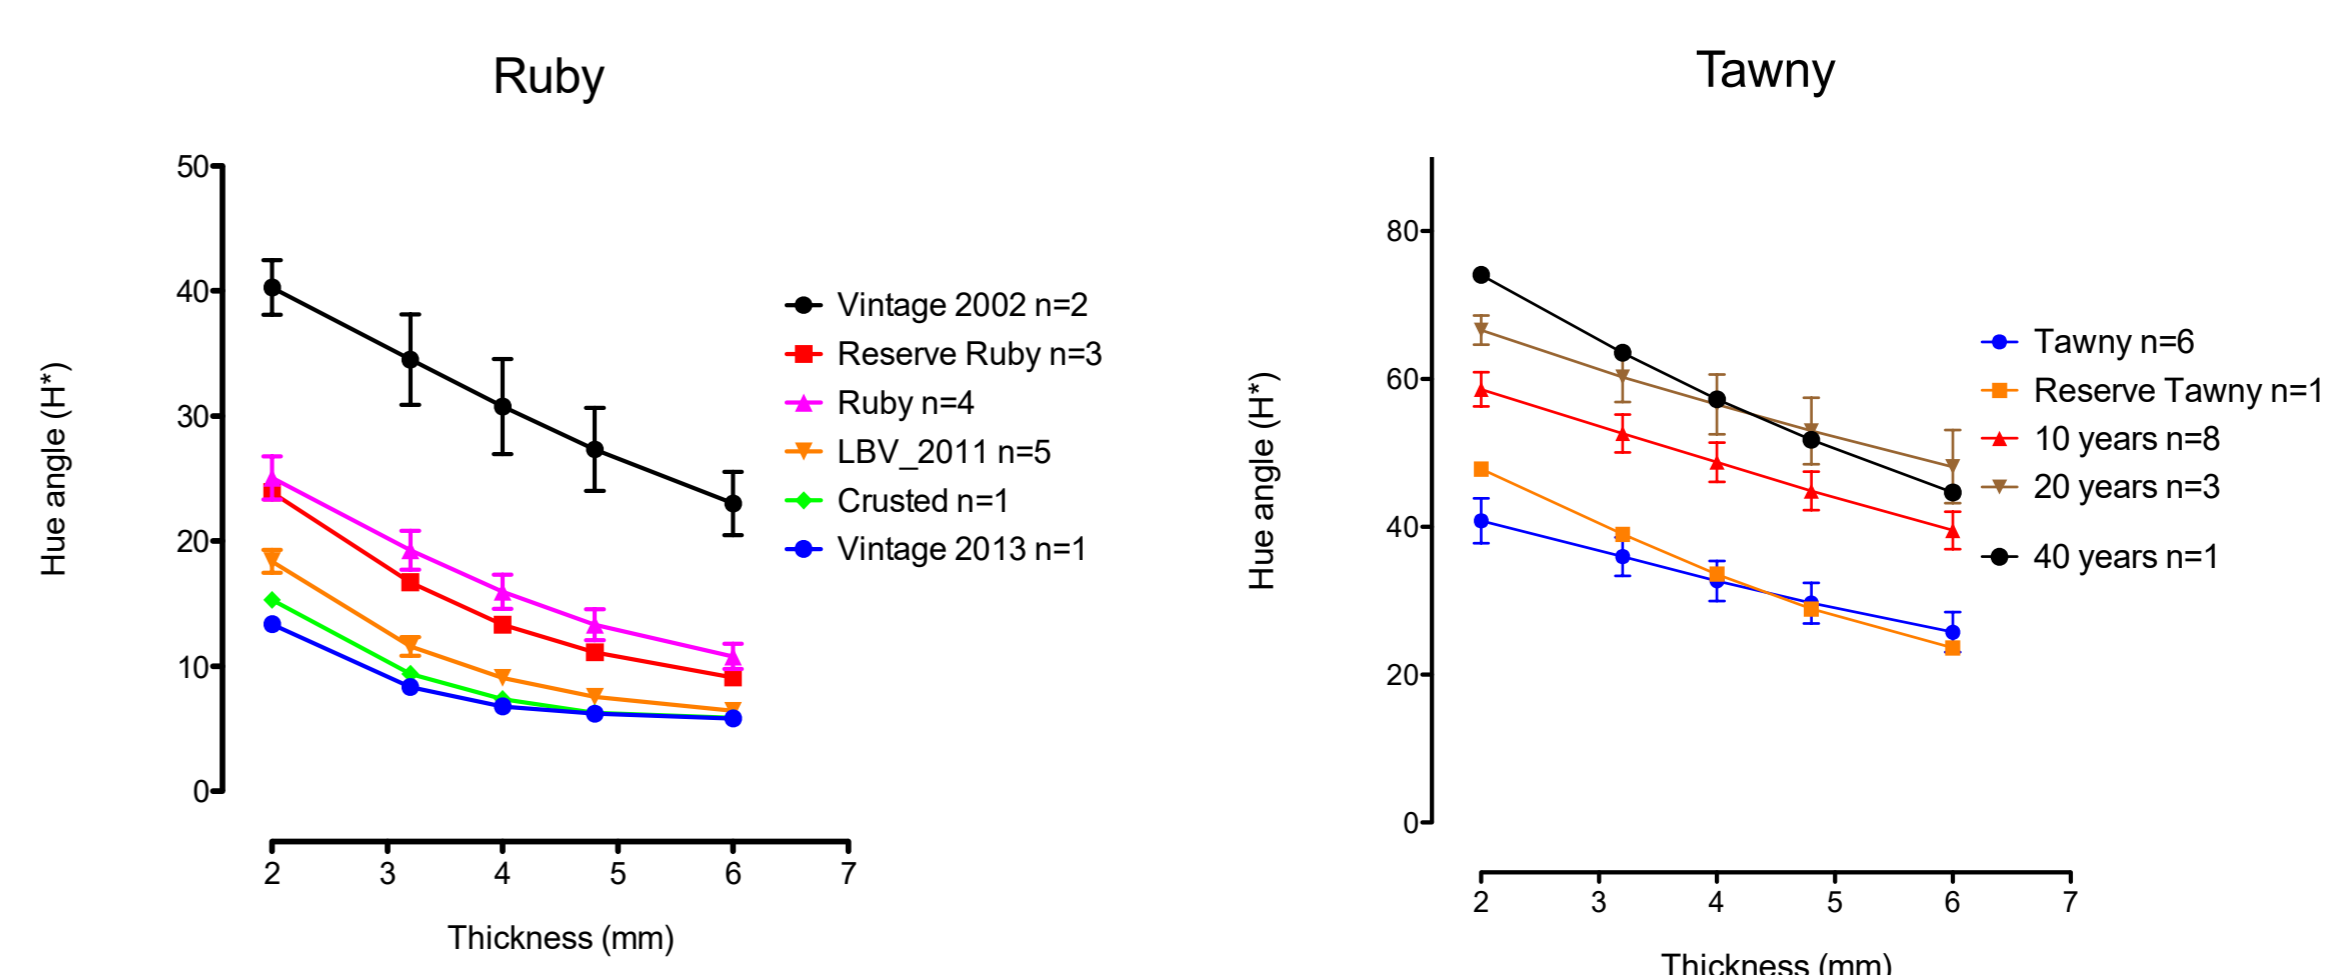 Ruby
50
40
30
20
10
0
Hue angle (H*)
2 3 4 5 6 7
Thickness (mm)
Vintage 2002 n=2
Reserve Ruby n=3
Ruby n=4
LBV_2011 n=5
Crusted n=1
Vintage 2013 n=1
Tawny
80
60
40
20
0
Hue angle (H*)
2 3 4 5 6 7
Thickness (mm)
Tawny n=6
Reserve Tawny n=1
10 years n=8
20 years n=3
40 years n=1